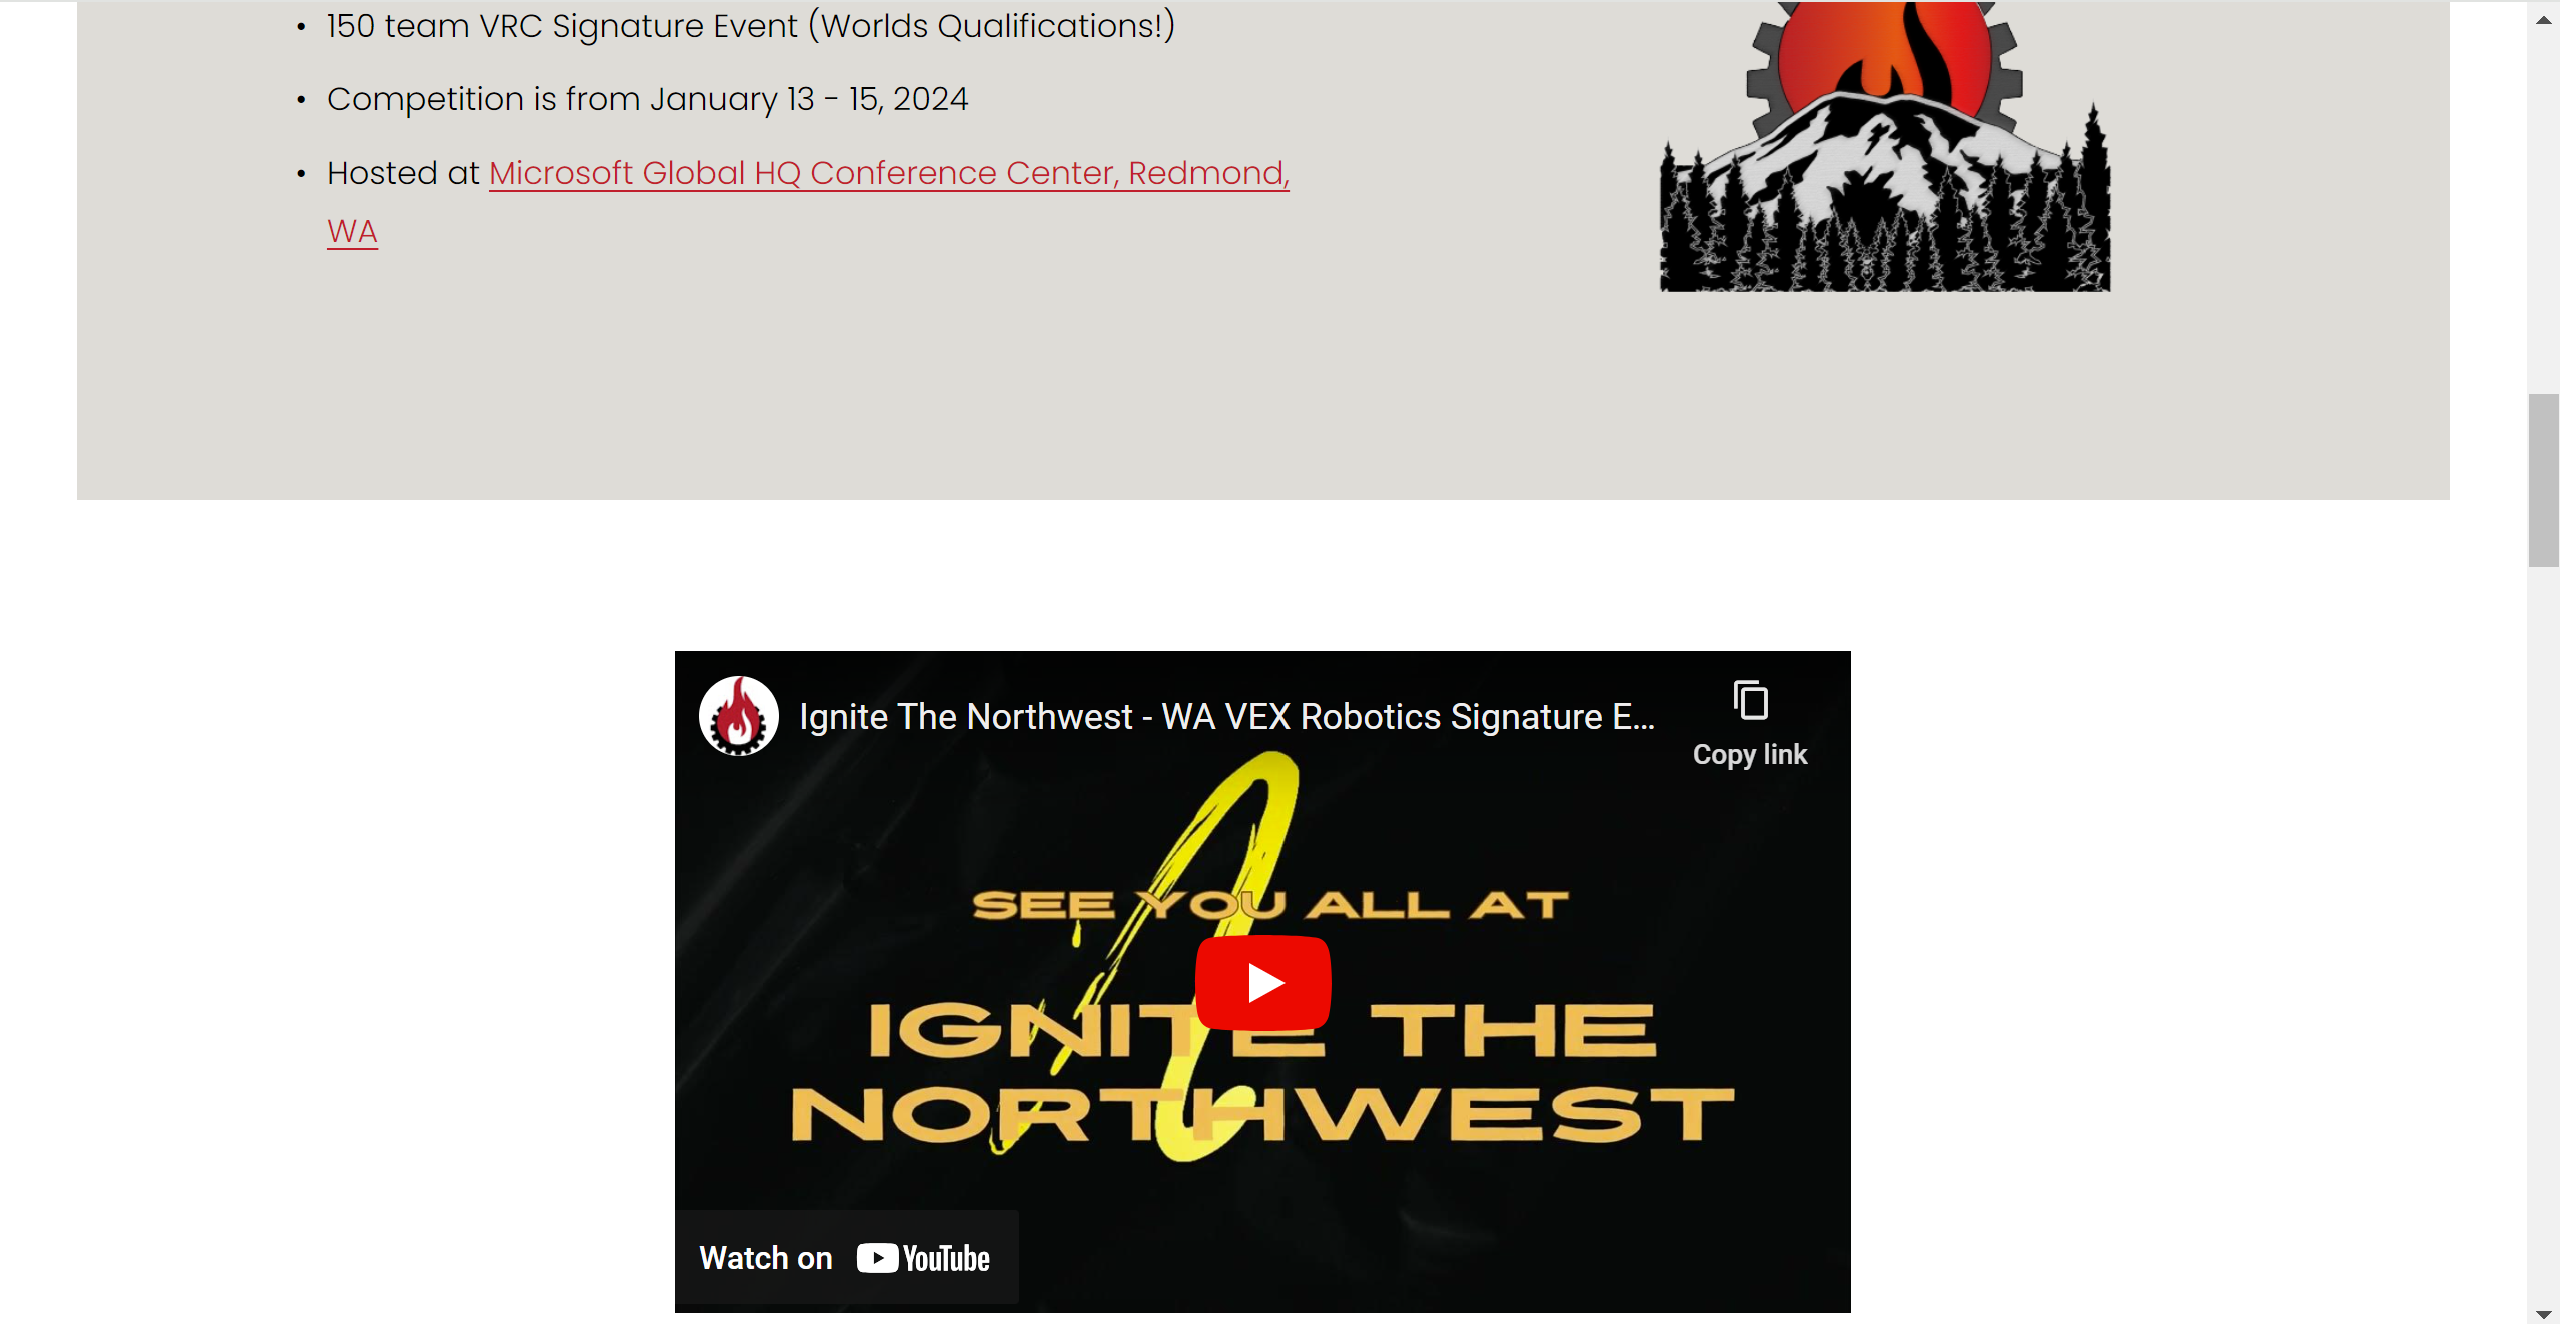 • 150 team VRC Signature Event (Worlds Qualifications!)
• Competition is from January 13 - 15, 2024
• Hosted at Microsoft Global HQ Conference Center, Redmond,
WA
Ignite The Northwest - WA VEX Robotics Signature E...
Copy link
SEE YOU ALL AT
IGNITE THE
NORTHWEST
Watch on YouTube